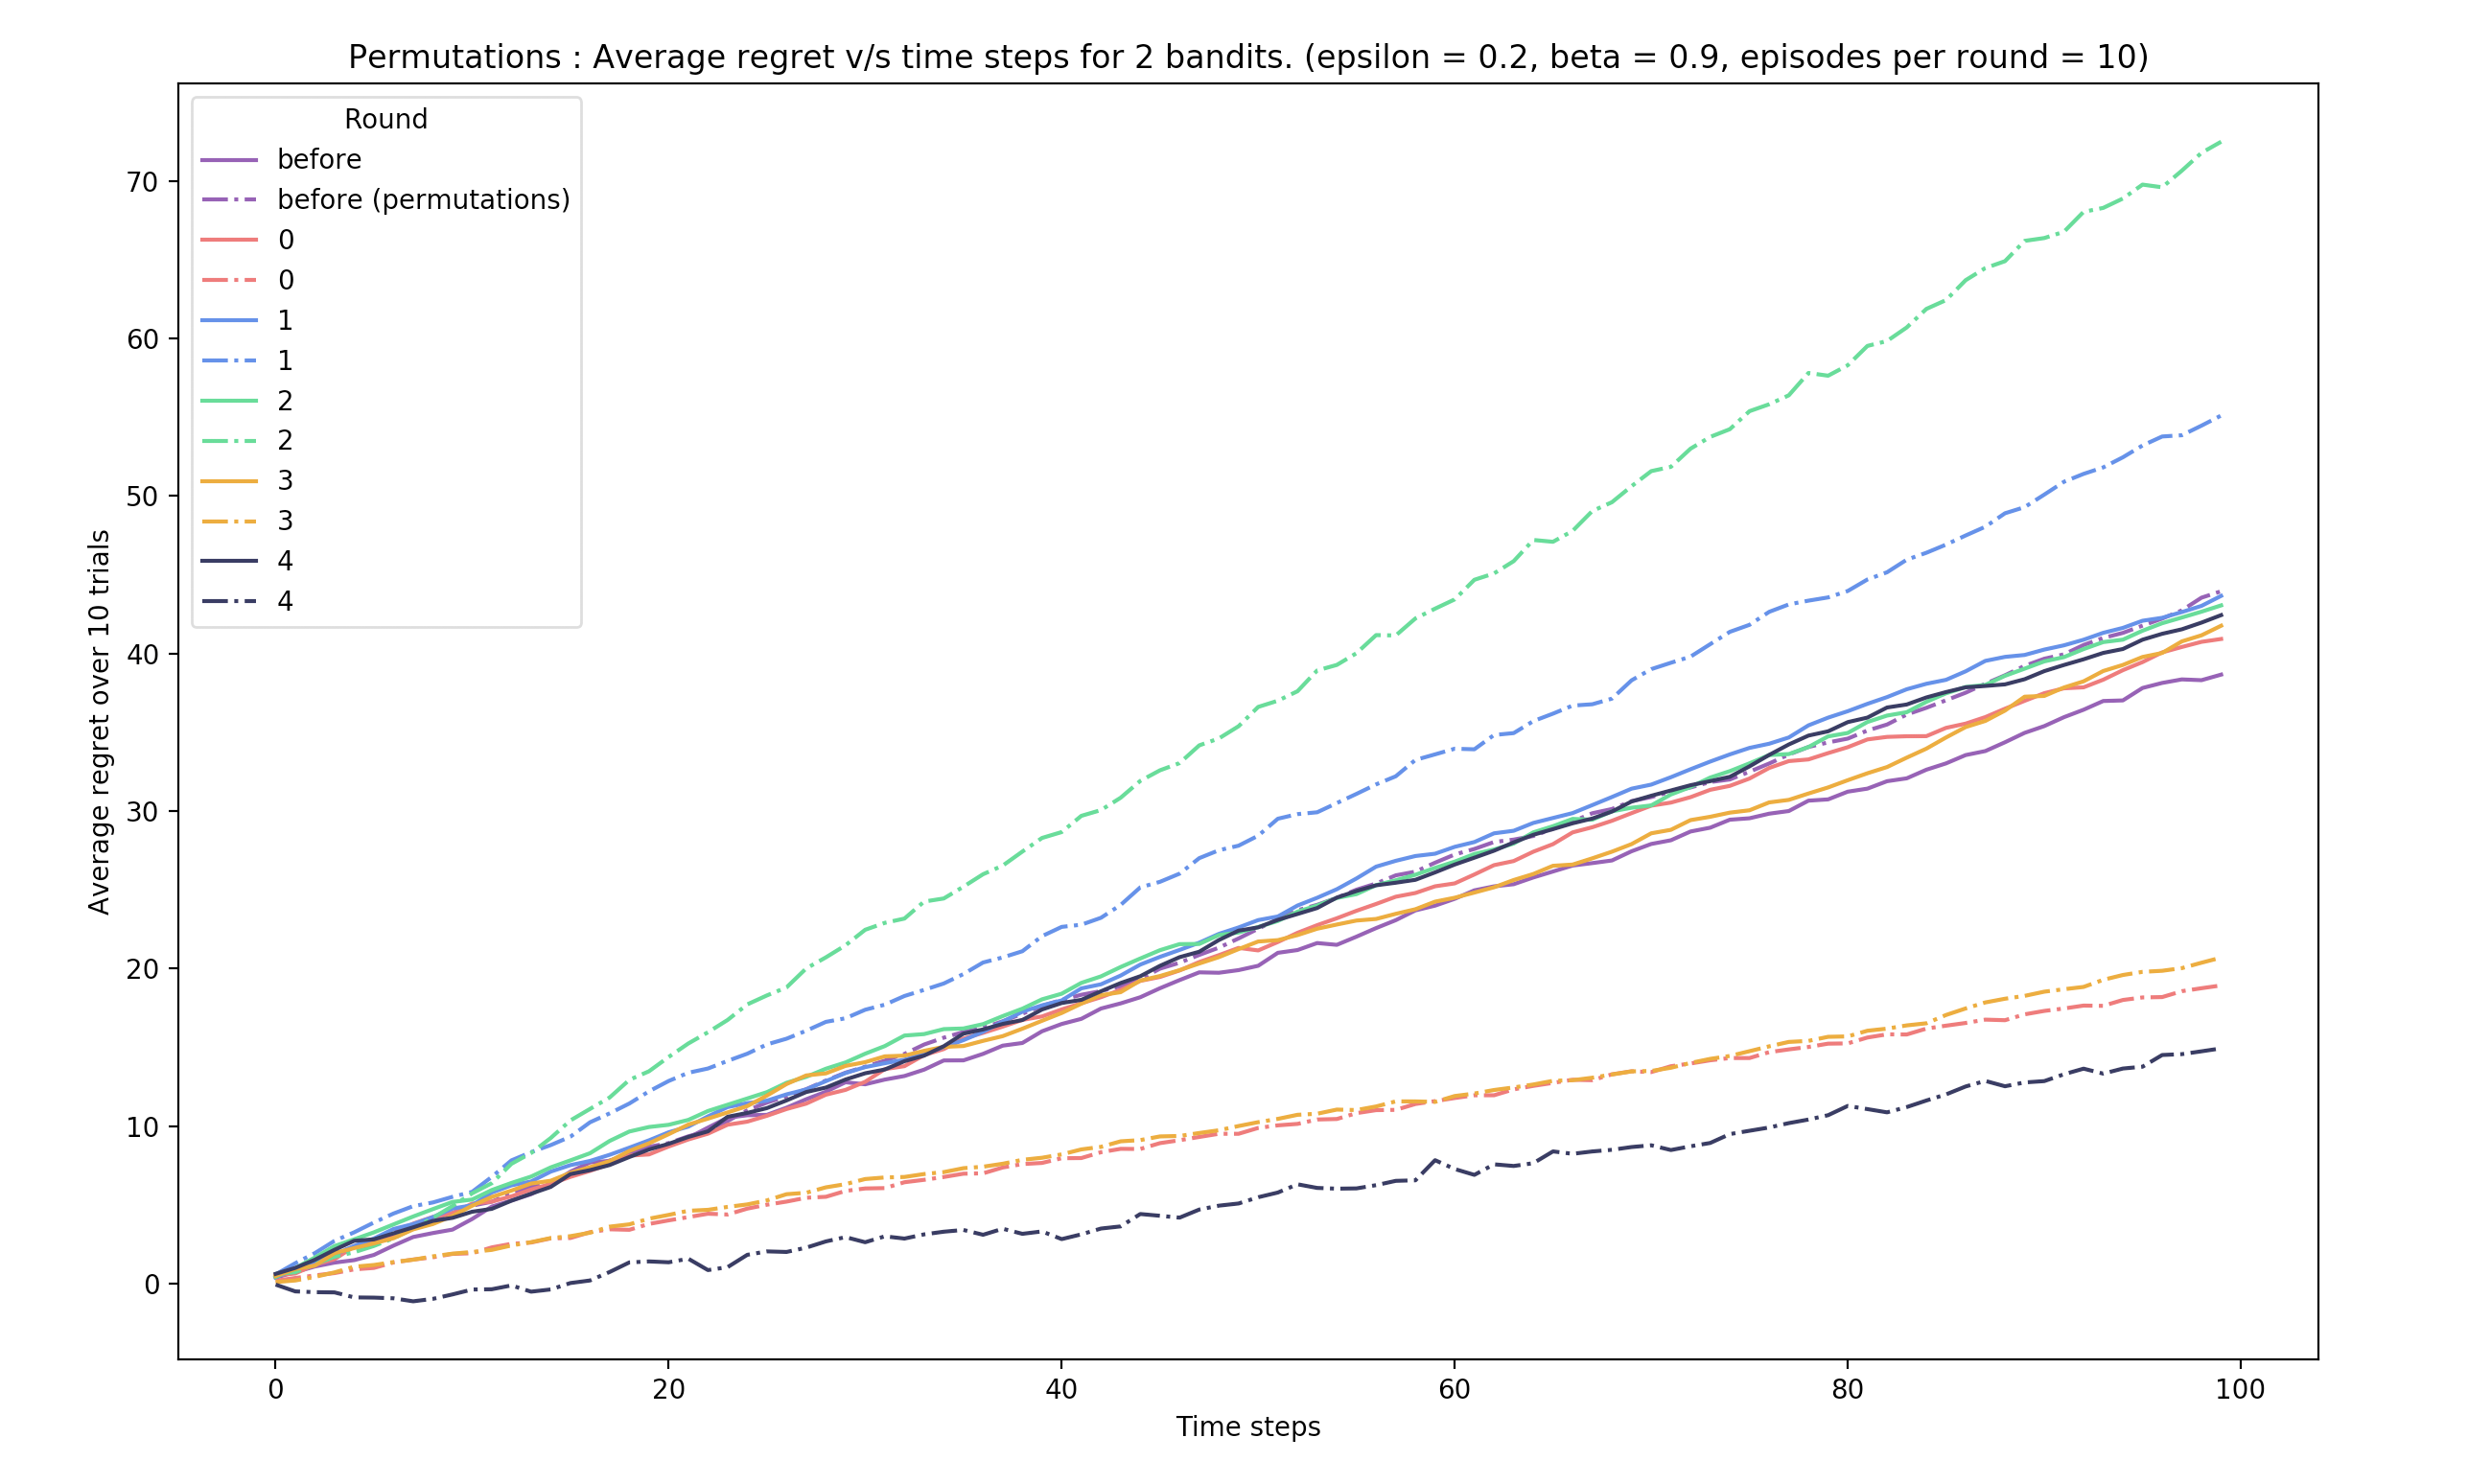 Permutations : Average regret v/s time steps for 2 bandits. (epsilon = 0.2, beta = 0.9, episodes per round = 10)
Round
before
before (permutations)
0
0
1
1
2
2
3
3
4
4
Average regret over 10 trials
70
60
50
40
30
20
10
0
0 20 40 60 80 100
Time steps